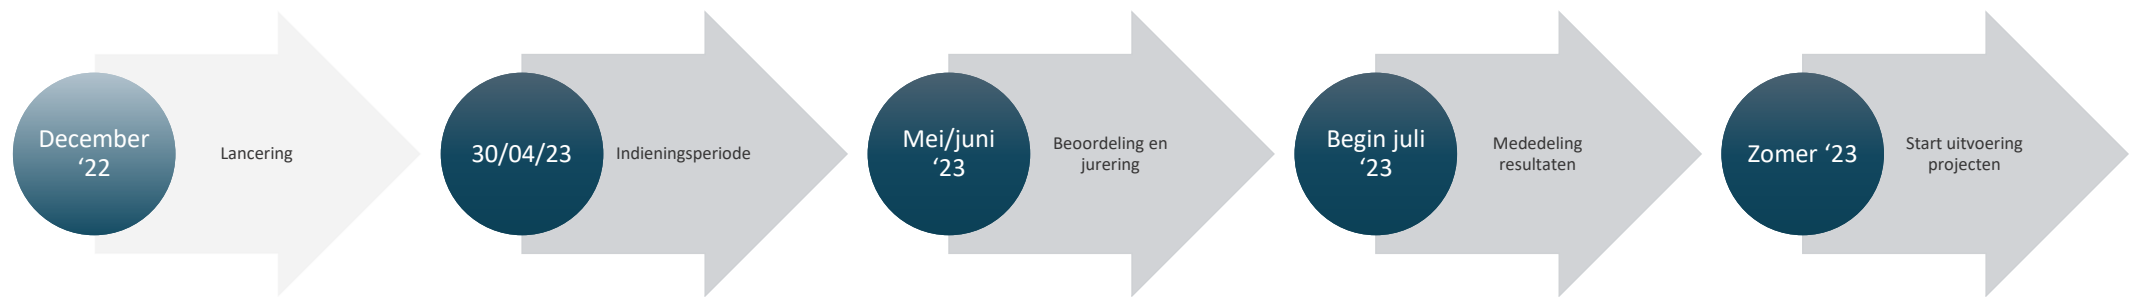 December
‘22
Lancering
30/04/23
Indieningsperiode
Mei/juni
‘23
Beoordeling en
jurering
Begin juli
‘23
Mededeling
resultaten
Zomer ‘23
Start uitvoering
projecten